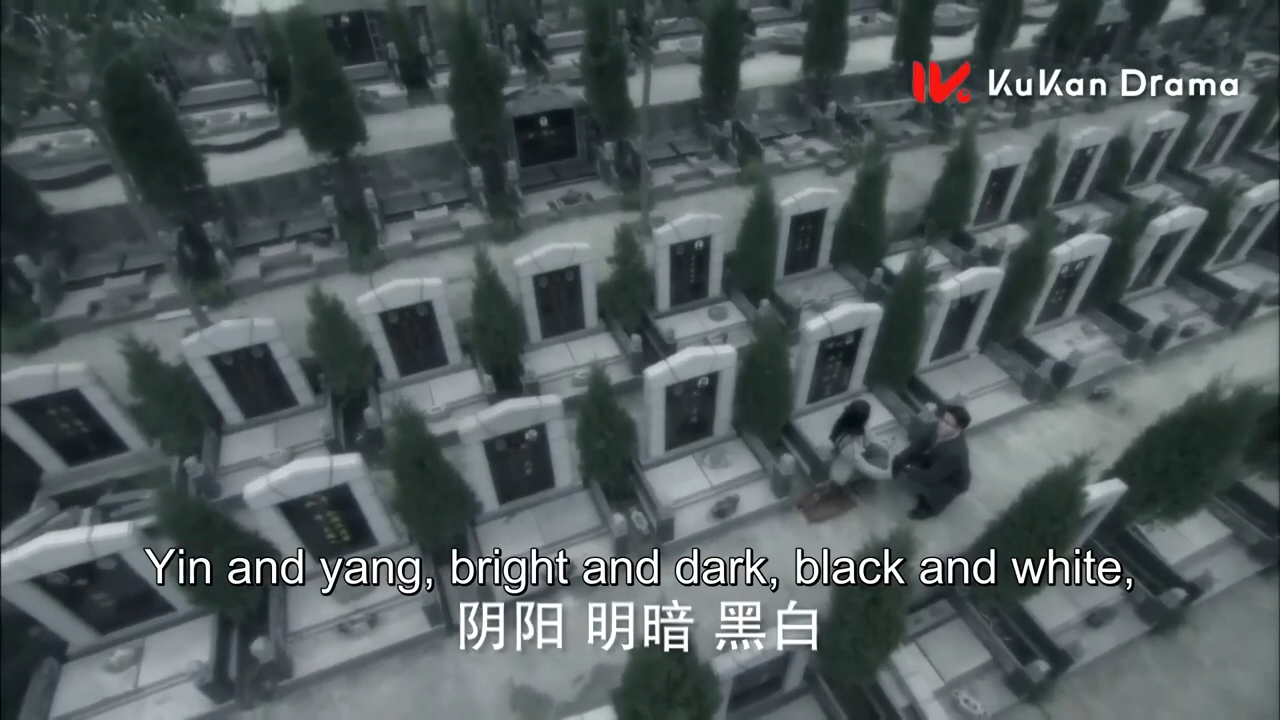 KuKan Drama
Yin and yang, bright and dark, black and white,
阴阳 明暗 黑白